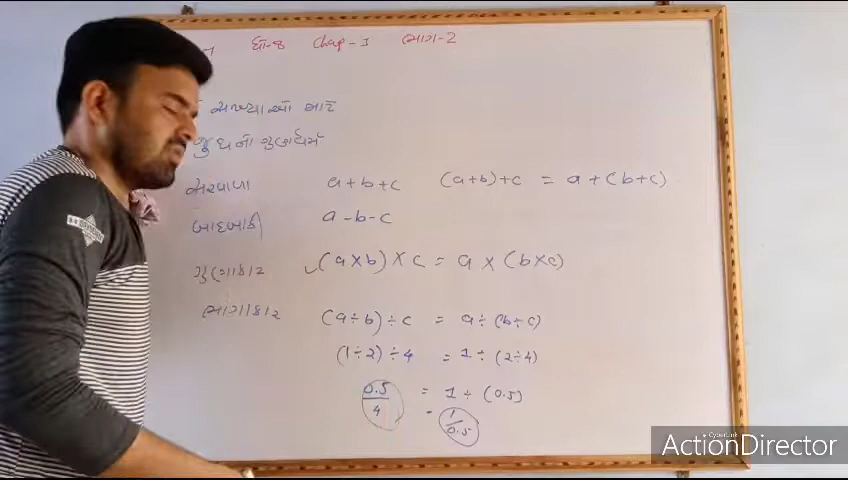 ધો-8 Chap-1 ભાગ-2
સંખ્યાઓ માટે
જુથનો ગુણધર્મ
સરવાળા a+b+c (a+b)+c = a+(b+c)
બાદબાકી a-b-c
ગુણાકાર ✓(a×b)×c = a×(b×c)
ભાગાકાર (a÷b)÷c = a÷(b÷c)
(1÷2)÷4 = 1÷(2÷4)
0.5/4 = 1÷(0.5)
= 1/0.5
CyberLink
ActionDirector